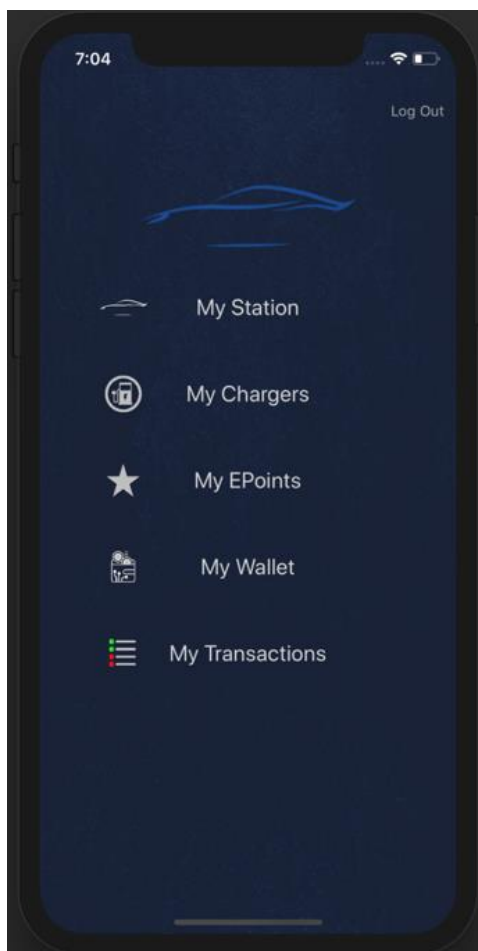 7:04
Log Out
My Station
My Chargers
My EPoints
My Wallet
My Transactions